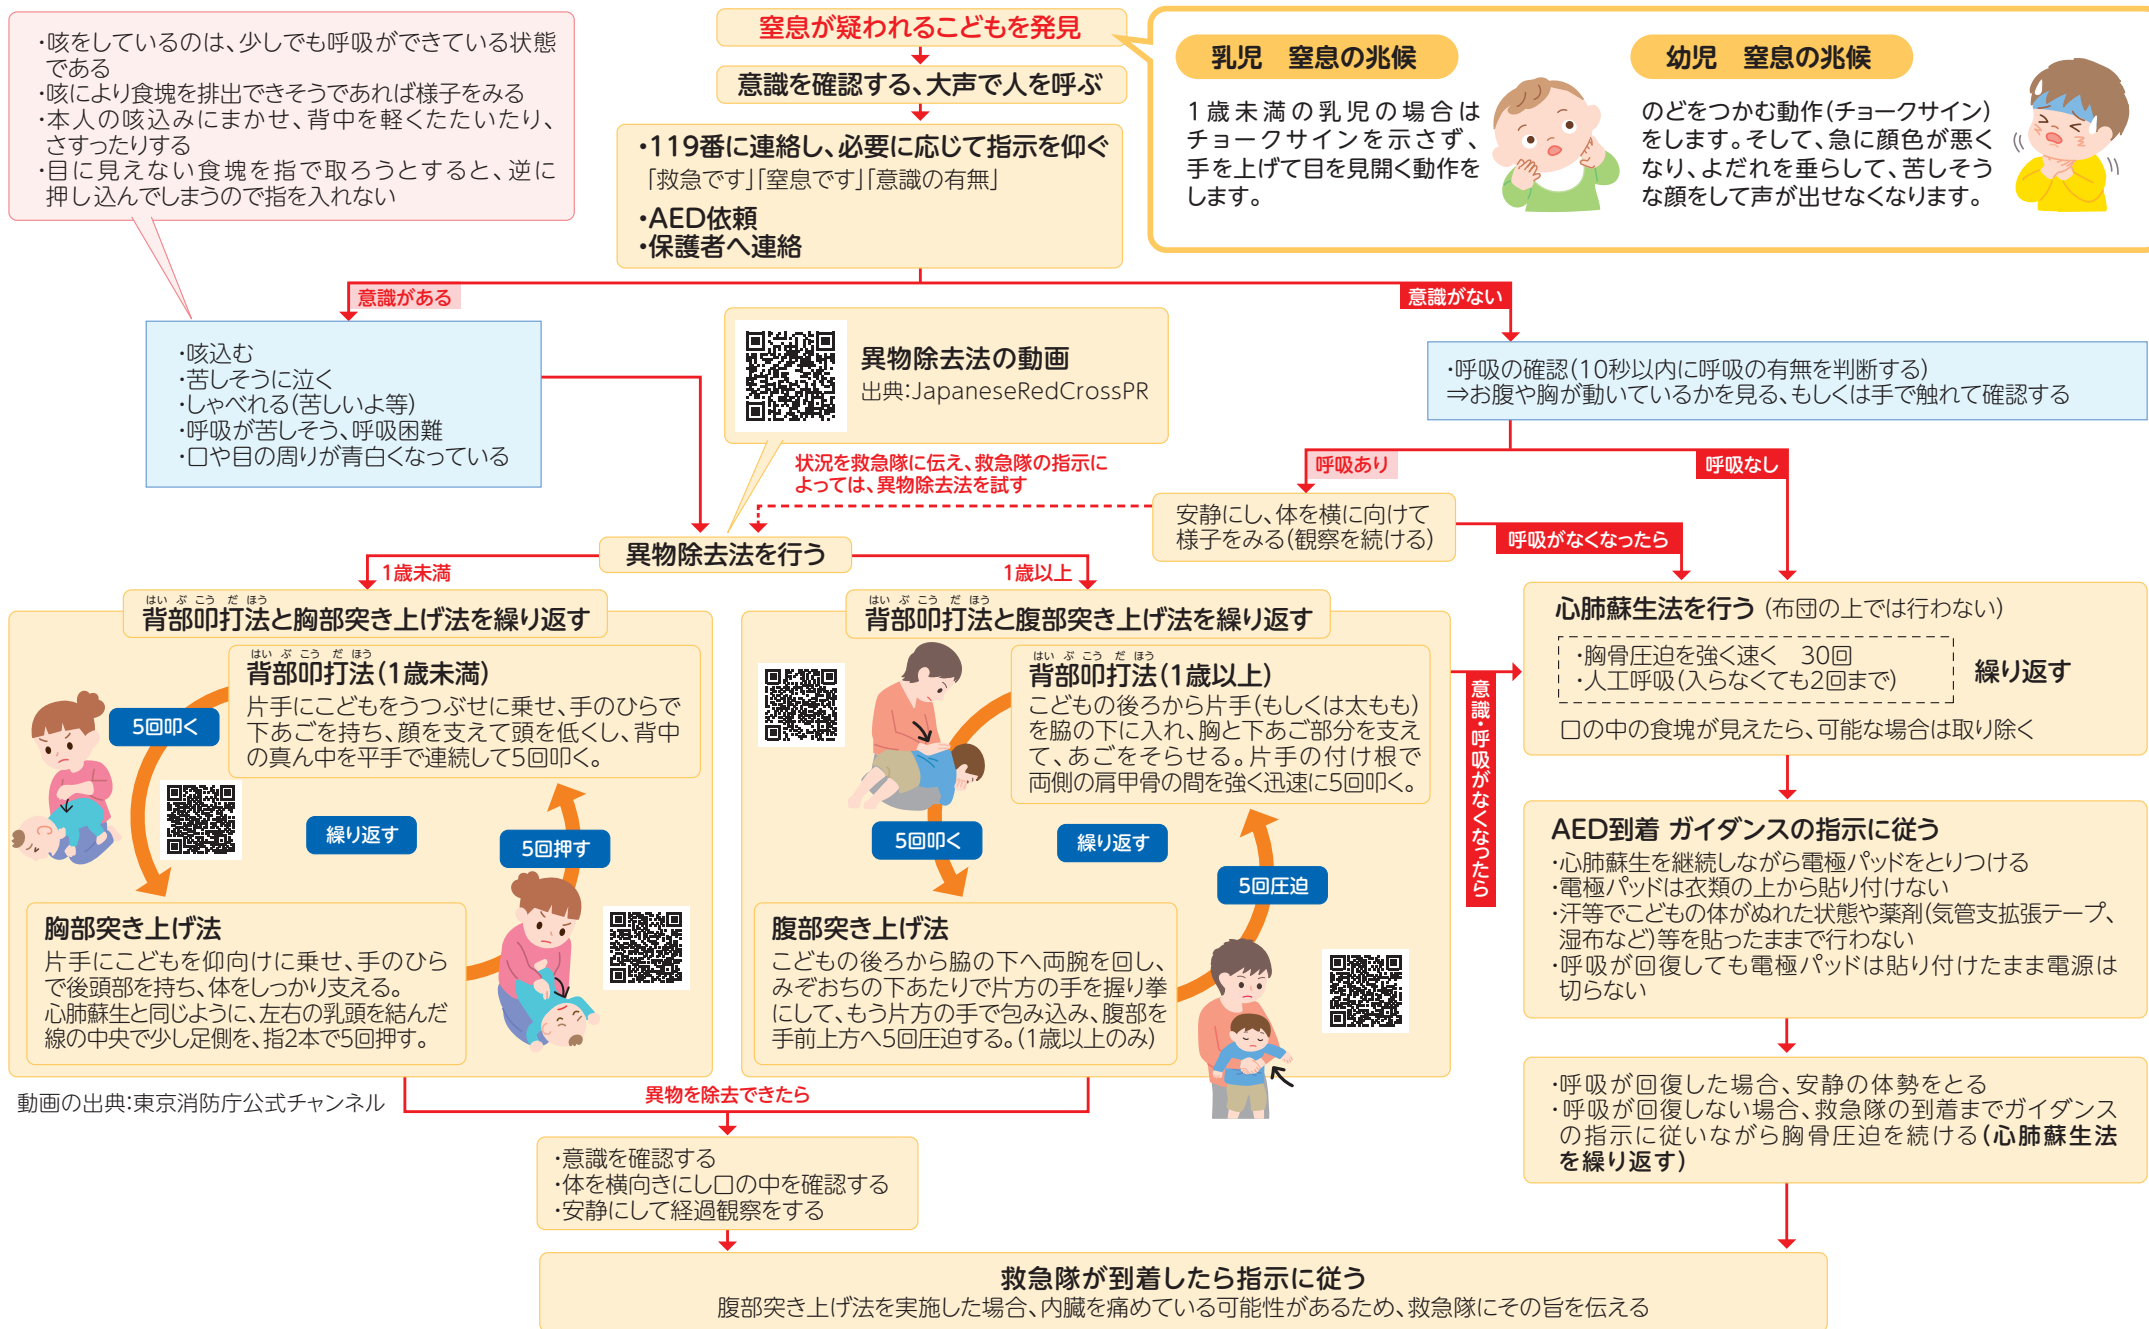 窒息が疑われるこどもを発見
意識を確認する、大声で人を呼ぶ
・119番に連絡し、必要に応じて指示を仰ぐ
「救急です」「窒息です」「意識の有無」
・AED依頼
・保護者へ連絡
乳児　窒息の兆候
1歳未満の乳児の場合は
チョークサインを示さず、
手を上げて目を見開く動作を
します。
幼児　窒息の兆候
のどをつかむ動作(チョークサイン)
をします。そして、急に顔色が悪く
なり、よだれを垂らして、苦しそう
な顔をして声が出せなくなります。
・咳をしているのは、少しでも呼吸ができている状態
である
・咳により食塊を排出できそうであれば様子をみる
・本人の咳込みにまかせ、背中を軽くたたいたり、
さすったりする
・目に見えない食塊を指で取ろうとすると、逆に
押し込んでしまうので指を入れない
意識がある
・咳込む
・苦しそうに泣く
・しゃべれる(苦しいよ等)
・呼吸が苦しそう、呼吸困難
・口や目の周りが青白くなっている
異物除去法の動画
出典:JapaneseRedCrossPR
意識がない
・呼吸の確認(10秒以内に呼吸の有無を判断する)
⇒お腹や胸が動いているかを見る、もしくは手で触れて確認する
呼吸あり
呼吸なし
状況を救急隊に伝え、救急隊の指示に
よっては、異物除去法を試す
安静にし、体を横に向けて
様子をみる(観察を続ける)
呼吸がなくなったら
異物除去法を行う
1歳未満
1歳以上
はいぶこうだほう
背部叩打法と胸部突き上げ法を繰り返す
はいぶこうだほう
背部叩打法(1歳未満)
片手にこどもをうつぶせに乗せ、手のひらで
下あごを持ち、顔を支えて頭を低くし、背中
の真ん中を平手で連続して5回叩く。
5回叩く
繰り返す
5回押す
胸部突き上げ法
片手にこどもを仰向けに乗せ、手のひら
で後頭部を持ち、体をしっかり支える。
心肺蘇生と同じように、左右の乳頭を結んだ
線の中央で少し足側を、指2本で5回押す。
はいぶこうだほう
背部叩打法と腹部突き上げ法を繰り返す
はいぶこうだほう
背部叩打法(1歳以上)
こどもの後ろから片手(もしくは太もも)
を脇の下に入れ、胸と下あご部分を支え
て、あごをそらせる。片手の付け根で
両側の肩甲骨の間を強く迅速に5回叩く。
5回叩く
繰り返す
5回圧迫
腹部突き上げ法
こどもの後ろから脇の下へ両腕を回し、
みぞおちの下あたりで片方の手を握り拳
にして、もう片方の手で包み込み、腹部を
手前上方へ5回圧迫する。(1歳以上のみ)
意識・呼吸がなくなったら
心肺蘇生法を行う (布団の上では行わない)
・胸骨圧迫を強く速く　30回
・人工呼吸(入らなくても2回まで)
繰り返す
口の中の食塊が見えたら、可能な場合は取り除く
AED到着 ガイダンスの指示に従う
・心肺蘇生を継続しながら電極パッドをとりつける
・電極パッドは衣類の上から貼り付けない
・汗等でこどもの体がぬれた状態や薬剤(気管支拡張テープ、
湿布など)等を貼ったままで行わない
・呼吸が回復しても電極パッドは貼り付けたまま電源は
切らない
・呼吸が回復した場合、安静の体勢をとる
・呼吸が回復しない場合、救急隊の到着までガイダンス
の指示に従いながら胸骨圧迫を続ける(心肺蘇生法
を繰り返す)
動画の出典:東京消防庁公式チャンネル
異物を除去できたら
・意識を確認する
・体を横向きにし口の中を確認する
・安静にして経過観察をする
救急隊が到着したら指示に従う
腹部突き上げ法を実施した場合、内臓を痛めている可能性があるため、救急隊にその旨を伝える